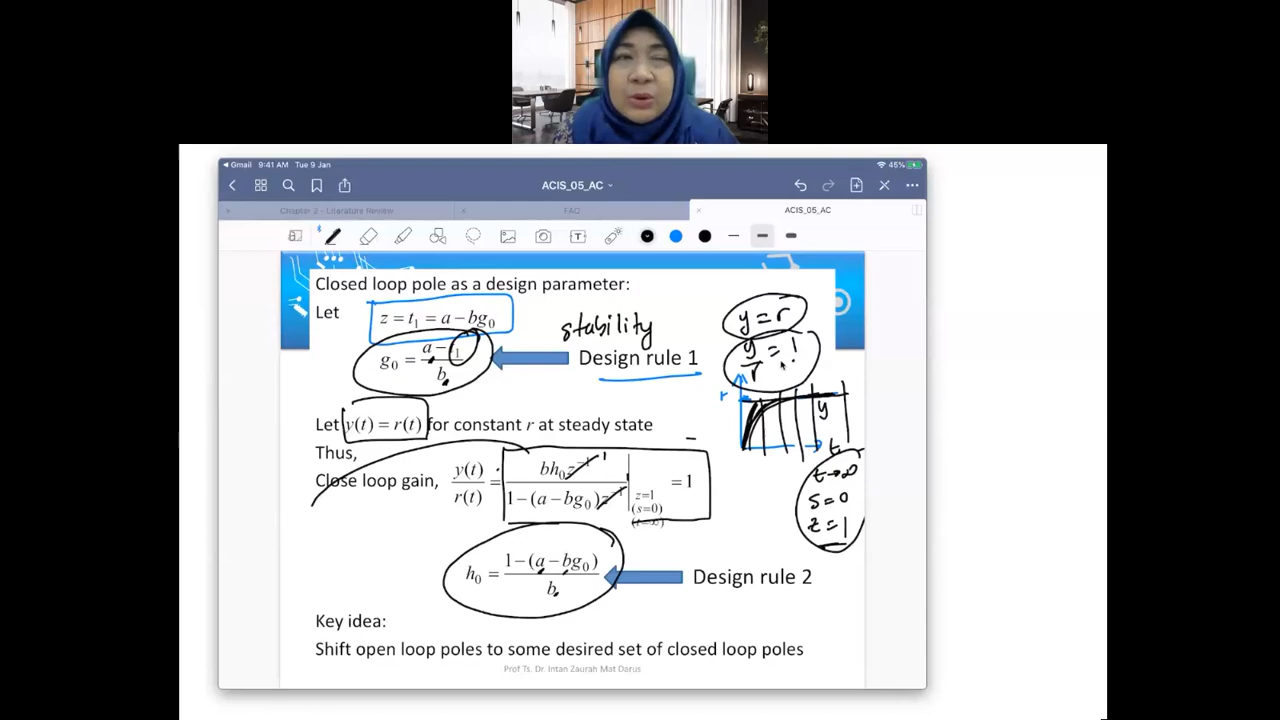 Gmail 9:41 AM Tue 9 Jan 45%
ACIS_05_AC
Chapter 2 - Literature Review FAC ACIS_05_AC
Closed loop pole as a design parameter:
Let z = t₁ = a − bg₀
stability
y = r
g₀ = (a − t₁) / b
Design rule 1
y/r = 1
r
y
t
Let y(t) = r(t) for constant r at steady state
Thus,
Close loop gain, y(t)/r(t) = bh₀z⁻¹ / (1 − (a − bg₀)z⁻¹) | z=1 (s=0) (t=∞) = 1
t→∞
s=0
z=1
h₀ = (1 − (a − bg₀)) / b
Design rule 2
Key idea:
Shift open loop poles to some desired set of closed loop poles
Prof Ts. Dr. Intan Zaurah Mat Darus